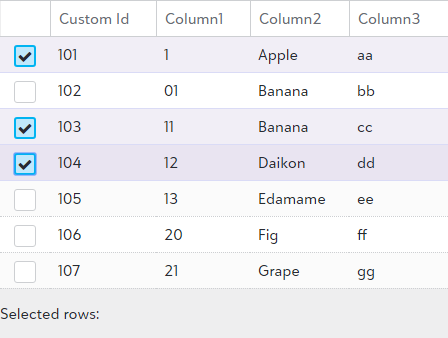 Custom Id Column1 Column2 Column3
101 1 Apple aa
102 01 Banana bb
103 11 Banana cc
104 12 Daikon dd
105 13 Edamame ee
106 20 Fig ff
107 21 Grape gg
Selected rows: